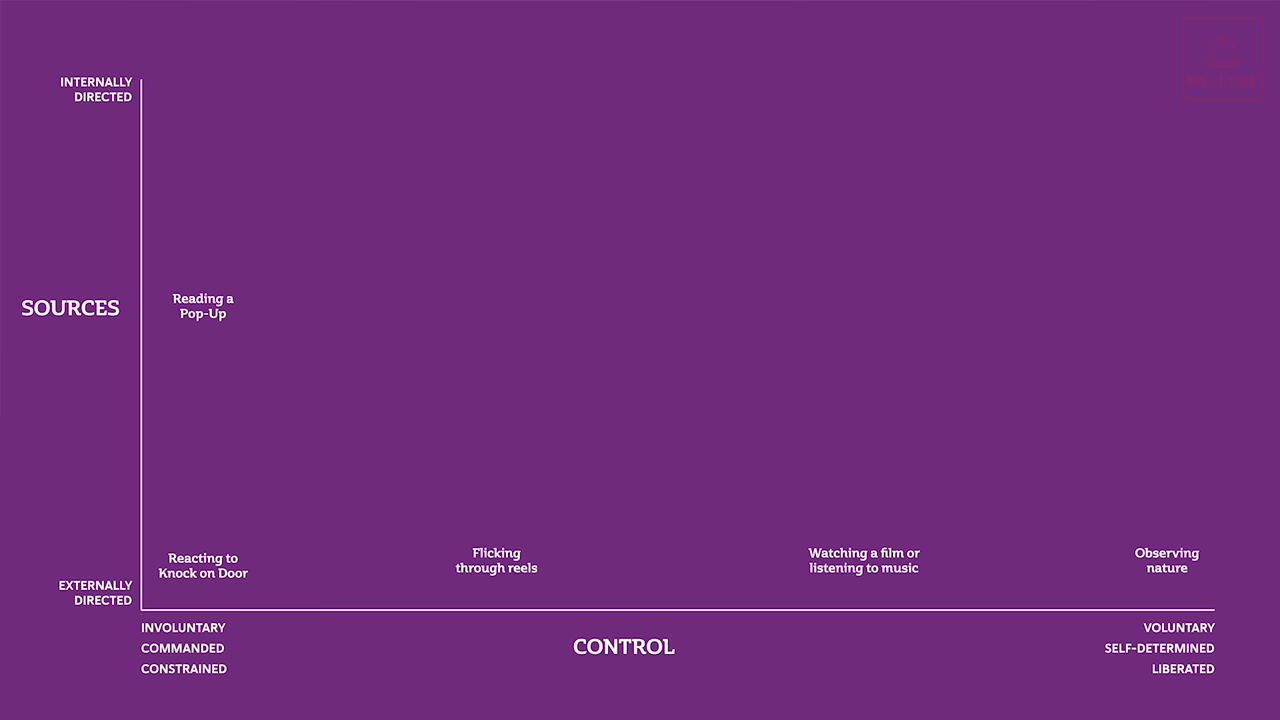 INTERNALLY
DIRECTED
SOURCES
Reading a
Pop-Up
Reacting to
Knock on Door
Flicking
through reels
Watching a film or
listening to music
Observing
nature
EXTERNALLY
DIRECTED
INVOLUNTARY
COMMANDED
CONSTRAINED
CONTROL
VOLUNTARY
SELF-DETERMINED
LIBERATED